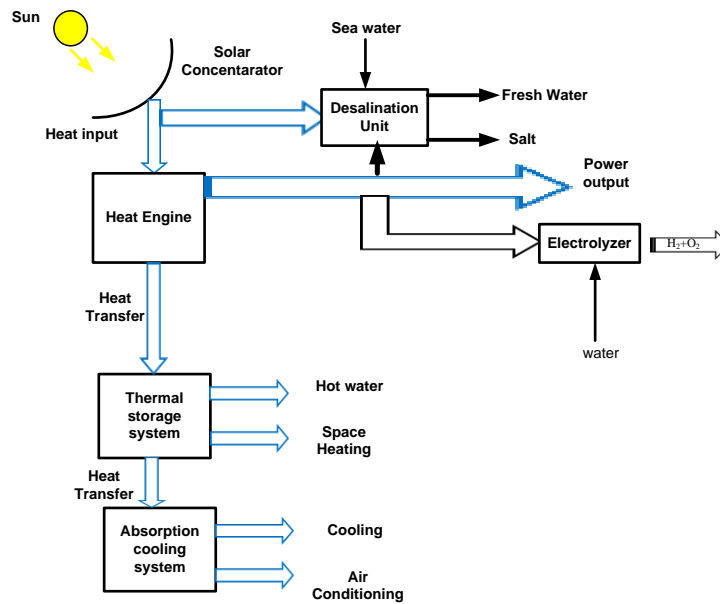 Sun
Solar
Concentarator
Sea water
Desalination
Unit
Fresh Water
Salt
Heat input
Heat Engine
Power
output
Electrolyzer
H₂+O₂
water
Heat
Transfer
Thermal
storage
system
Hot water
Space
Heating
Heat
Transfer
Absorption
cooling
system
Cooling
Air
Conditioning